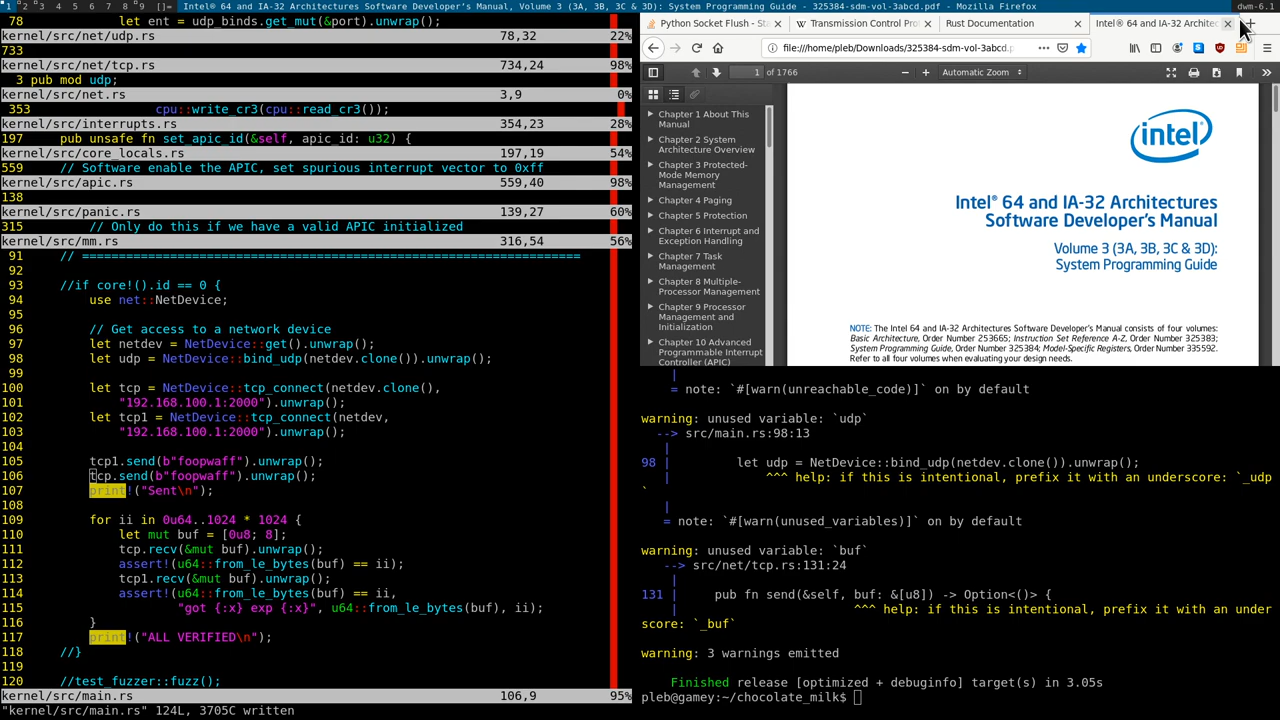 1 2 3 4 5 6 7 8 9 []= Intel® 64 and IA-32 Architectures Software Developer's Manual, Volume 3 (3A, 3B, 3C & 3D): System Programming Guide - 325384-sdm-vol-3abcd.pdf - Mozilla Firefox dwm-6.1
78 let ent = udp_binds.get_mut(&port).unwrap();
kernel/src/net/udp.rs 78,32 22%
733
kernel/src/net/tcp.rs 734,24 98%
3 pub mod udp;
kernel/src/net.rs 3,9 0%
353 cpu::write_cr3(cpu::read_cr3());
kernel/src/interrupts.rs 354,23 28%
197 pub unsafe fn set_apic_id(&self, apic_id: u32) {
kernel/src/core_locals.rs 197,19 54%
559 // Software enable the APIC, set spurious interrupt vector to 0xff
kernel/src/apic.rs 559,40 98%
138
kernel/src/panic.rs 139,27 60%
315 // Only do this if we have a valid APIC initialized
kernel/src/mm.rs 316,54 56%
91 // ====================================================================
92
93 //if core!().id == 0 {
94 use net::NetDevice;
95
96 // Get access to a network device
97 let netdev = NetDevice::get().unwrap();
98 let udp = NetDevice::bind_udp(netdev.clone()).unwrap();
99
100 let tcp = NetDevice::tcp_connect(netdev.clone(),
101 "192.168.100.1:2000").unwrap();
102 let tcp1 = NetDevice::tcp_connect(netdev,
103 "192.168.100.1:2000").unwrap();
104
105 tcp1.send(b"foopwaff").unwrap();
106 tcp.send(b"foopwaff").unwrap();
107 print!("Sent\n");
108
109 for ii in 0u64..1024 * 1024 {
110 let mut buf = [0u8; 8];
111 tcp.recv(&mut buf).unwrap();
112 assert!(u64::from_le_bytes(buf) == ii);
113 tcp1.recv(&mut buf).unwrap();
114 assert!(u64::from_le_bytes(buf) == ii,
115 "got {:x} exp {:x}", u64::from_le_bytes(buf), ii);
116 }
117 print!("ALL VERIFIED\n");
118 //}
119
120 //test_fuzzer::fuzz();
kernel/src/main.rs 106,9 95%
"kernel/src/main.rs" 124L, 3705C written
Python Socket Flush - Sta
Transmission Control Pro
Rust Documentation
Intel® 64 and IA-32 Architec
file:///home/pleb/Downloads/325384-sdm-vol-3abcd.p
1 of 1766
Automatic Zoom
Chapter 1 About This
Manual
Chapter 2 System
Architecture Overview
Chapter 3 Protected-
Mode Memory
Management
Chapter 4 Paging
Chapter 5 Protection
Chapter 6 Interrupt and
Exception Handling
Chapter 7 Task
Management
Chapter 8 Multiple-
Processor Management
Chapter 9 Processor
Management and
Initialization
Chapter 10 Advanced
Programmable Interrupt
Controller (APIC)
intel
Intel® 64 and IA-32 Architectures
Software Developer's Manual
Volume 3 (3A, 3B, 3C & 3D):
System Programming Guide
NOTE: The Intel 64 and IA-32 Architectures Software Developer's Manual consists of four volumes:
Basic Architecture, Order Number 253665; Instruction Set Reference A-Z, Order Number 325383;
System Programming Guide, Order Number 325384; Model-Specific Registers, Order Number 335592.
Refer to all four volumes when evaluating your design needs.
|
= note: `#[warn(unreachable_code)]` on by default
warning: unused variable: `udp`
--> src/main.rs:98:13
|
98 | let udp = NetDevice::bind_udp(netdev.clone()).unwrap();
| ^^^ help: if this is intentional, prefix it with an underscore: `_udp
`
|
= note: `#[warn(unused_variables)]` on by default
warning: unused variable: `buf`
--> src/net/tcp.rs:131:24
|
131 | pub fn send(&self, buf: &[u8]) -> Option<()> {
| ^^^ help: if this is intentional, prefix it with an under
score: `_buf`
warning: 3 warnings emitted
Finished release [optimized + debuginfo] target(s) in 3.05s
pleb@gamey:~/chocolate_milk$